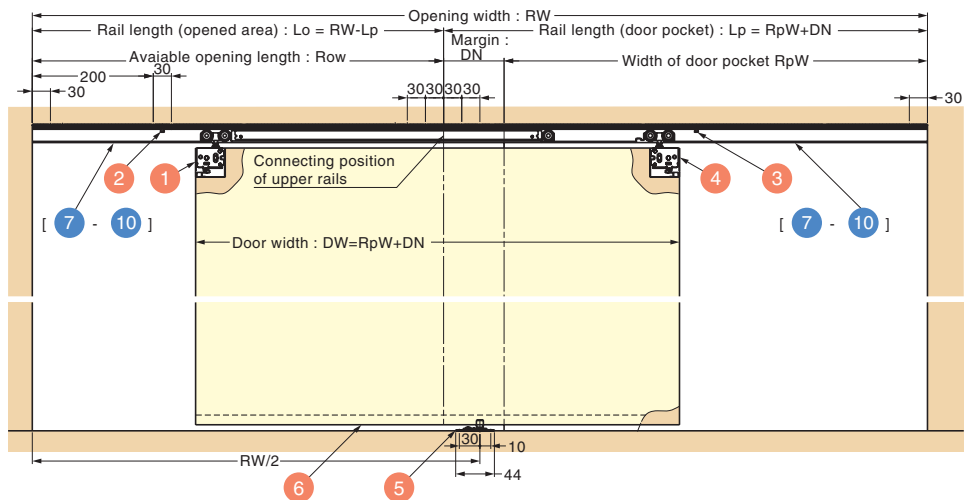 Opening width : RW
Rail length (opened area) : Lo = RW-Lp
Margin :
DN
Rail length (door pocket) : Lp = RpW+DN
Avaiable opening length : Row
Width of door pocket RpW
200
30
30
30
30
30
30
30
Connecting position
of upper rails
2
1
4
3
[ 7 - 10 ]
[ 7 - 10 ]
Door width : DW=RpW+DN
30
10
RW/2
44
6
5